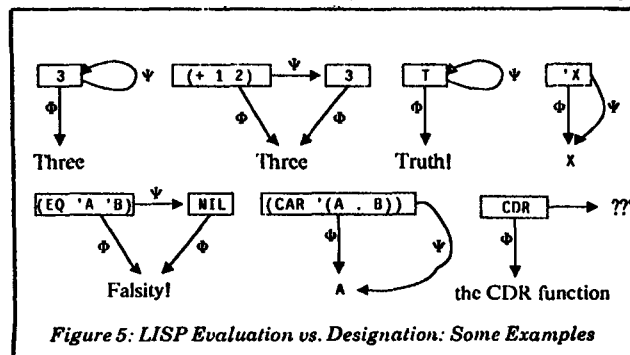 3 Ψ (+ 1 2) Ψ 3 T Ψ 'X
Φ Φ Φ Φ Φ Ψ
Three Three Truth! X
(EQ 'A 'B) Ψ NIL (CAR '(A . B)) CDR ???
Φ Φ Φ Ψ Φ
Falsity! A the CDR function
Figure 5: LISP Evaluation vs. Designation: Some Examples